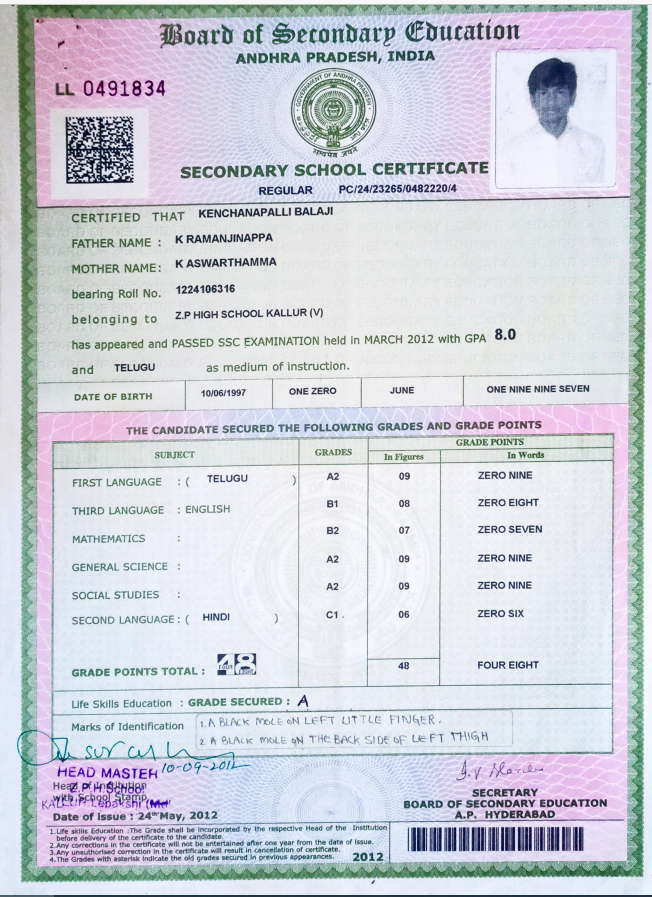 Board of Secondary Education
ANDHRA PRADESH, INDIA
LL 0491834
GOVERNMENT OF ANDHRA PRADESH
सत्यमेव जयते
SECONDARY SCHOOL CERTIFICATE
REGULAR PC/24/23265/0482220/4
CERTIFIED THAT KENCHANAPALLI BALAJI
FATHER NAME : K RAMANJINAPPA
MOTHER NAME: K ASWARTHAMMA
bearing Roll No. 1224106316
belonging to Z.P HIGH SCHOOL KALLUR (V)
has appeared and PASSED SSC EXAMINATION held in MARCH 2012 with GPA 8.0
and TELUGU as medium of instruction.
DATE OF BIRTH 10/06/1997 ONE ZERO JUNE ONE NINE NINE SEVEN
THE CANDIDATE SECURED THE FOLLOWING GRADES AND GRADE POINTS
SUBJECT GRADES GRADE POINTS
In Figures In Words
FIRST LANGUAGE : ( TELUGU ) A2 09 ZERO NINE
THIRD LANGUAGE : ENGLISH B1 08 ZERO EIGHT
MATHEMATICS : B2 07 ZERO SEVEN
GENERAL SCIENCE : A2 09 ZERO NINE
SOCIAL STUDIES : A2 09 ZERO NINE
SECOND LANGUAGE : ( HINDI ) C1 . 06 ZERO SIX
GRADE POINTS TOTAL : 48 48 FOUR EIGHT
FOUR EIGHT
Life Skills Education : GRADE SECURED : A
Marks of Identification 1. A BLACK MOLE ON LEFT LITTLE FINGER.
2 A BLACK MOLE ON THE BACK SIDE OF LEFT THIGH
10-09-2012
HEAD MASTER
Head of Institution
Z.P.H.School
with School Stamp
KALLUR, Lepakshi
Date of issue : 24th May, 2012
SECRETARY
BOARD OF SECONDARY EDUCATION
A.P. HYDERABAD
1.Life skills Education :The Grade shall be incorporated by the respective Head of the Institution
before delivery of the certificate to the candidate.
2.Any corrections in the certificate will not be entertained after one year from the date of issue.
3.Any unauthorised correction in the certificate will result in cancellation of certificate.
4.The Grades with asterisk indicate the old grades secured in previous appearances. 2012